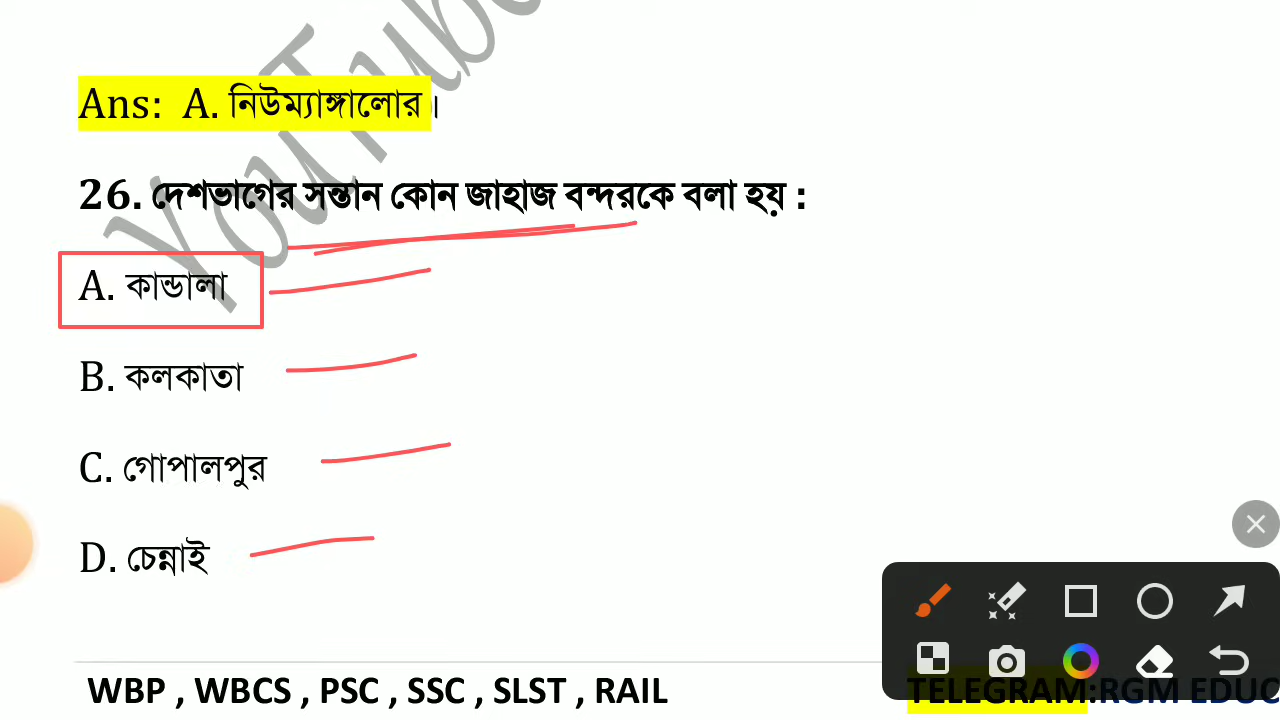 YouTube
Ans: A. নিউম্যাঙ্গালোর।
26. দেশভাগের সন্তান কোন জাহাজ বন্দরকে বলা হয় :
A. কান্ডালা
B. কলকাতা
C. গোপালপুর
D. চেন্নাই
WBP , WBCS , PSC , SSC , SLST , RAIL
TELEGRAM:RGM EDUC